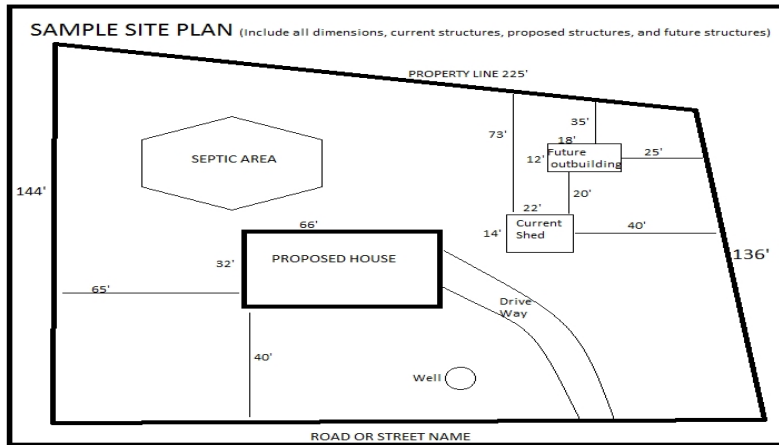 SAMPLE SITE PLAN (Include all dimensions, current structures, proposed structures, and future structures)
PROPERTY LINE 225'
35'
73'
18'
12'
Future
outbuilding
25'
SEPTIC AREA
144'
20'
22'
14'
Current
Shed
40'
66'
32'
PROPOSED HOUSE
136'
65'
Drive
Way
40'
Well
ROAD OR STREET NAME